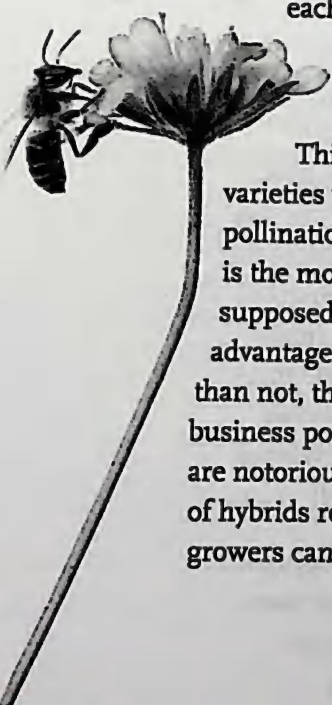 each
Thi
varieties
pollinatio
is the mo
supposed
advantage
than not, th
business po
are notoriou
of hybrids re
growers can